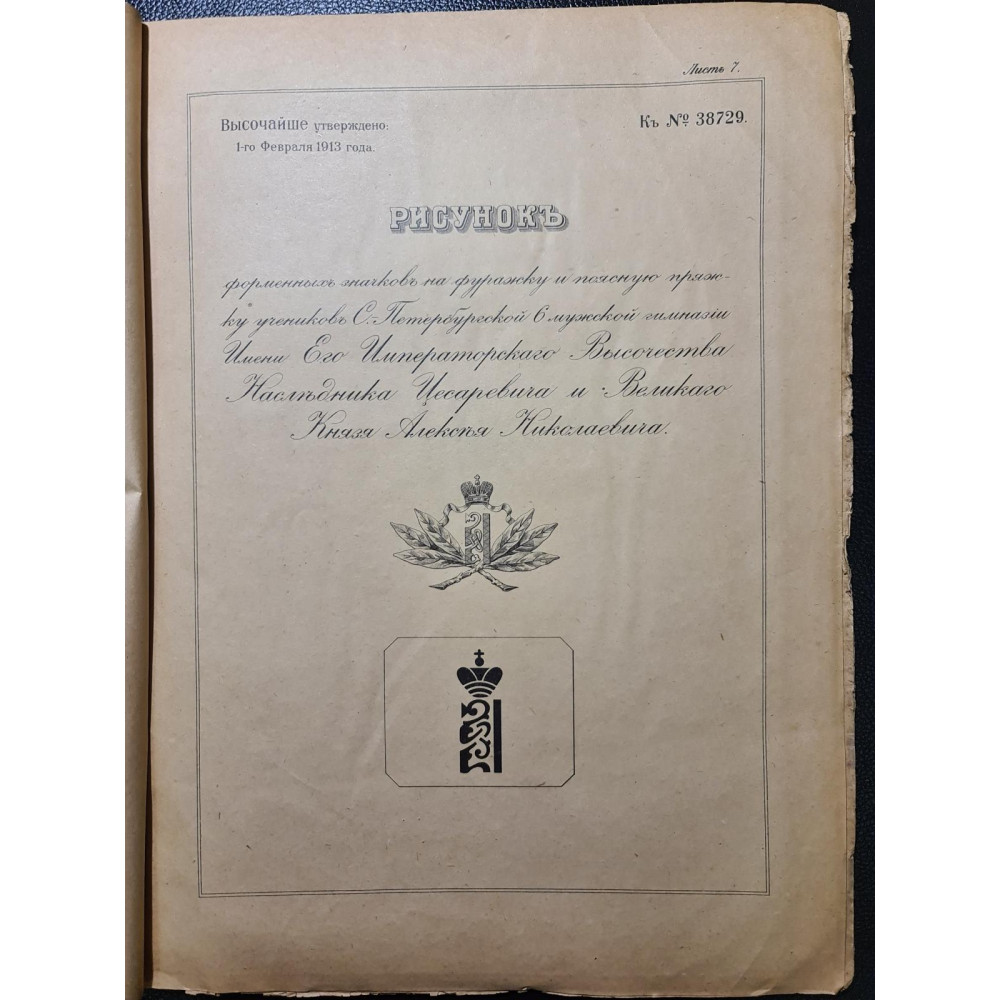 Листъ 7.
Высочайше утверждено:
1-го Февраля 1913 года.
Къ № 38729.
РИСУНОКЪ
форменныхъ значковъ на фуражку и поясную пряж-
ку учениковъ С.-Петербургской 6 мужской гимназіи
Имени Его Императорскаго Высочества
Наслѣдника Цесаревича и Великаго
Князя Алексѣя Николаевича.